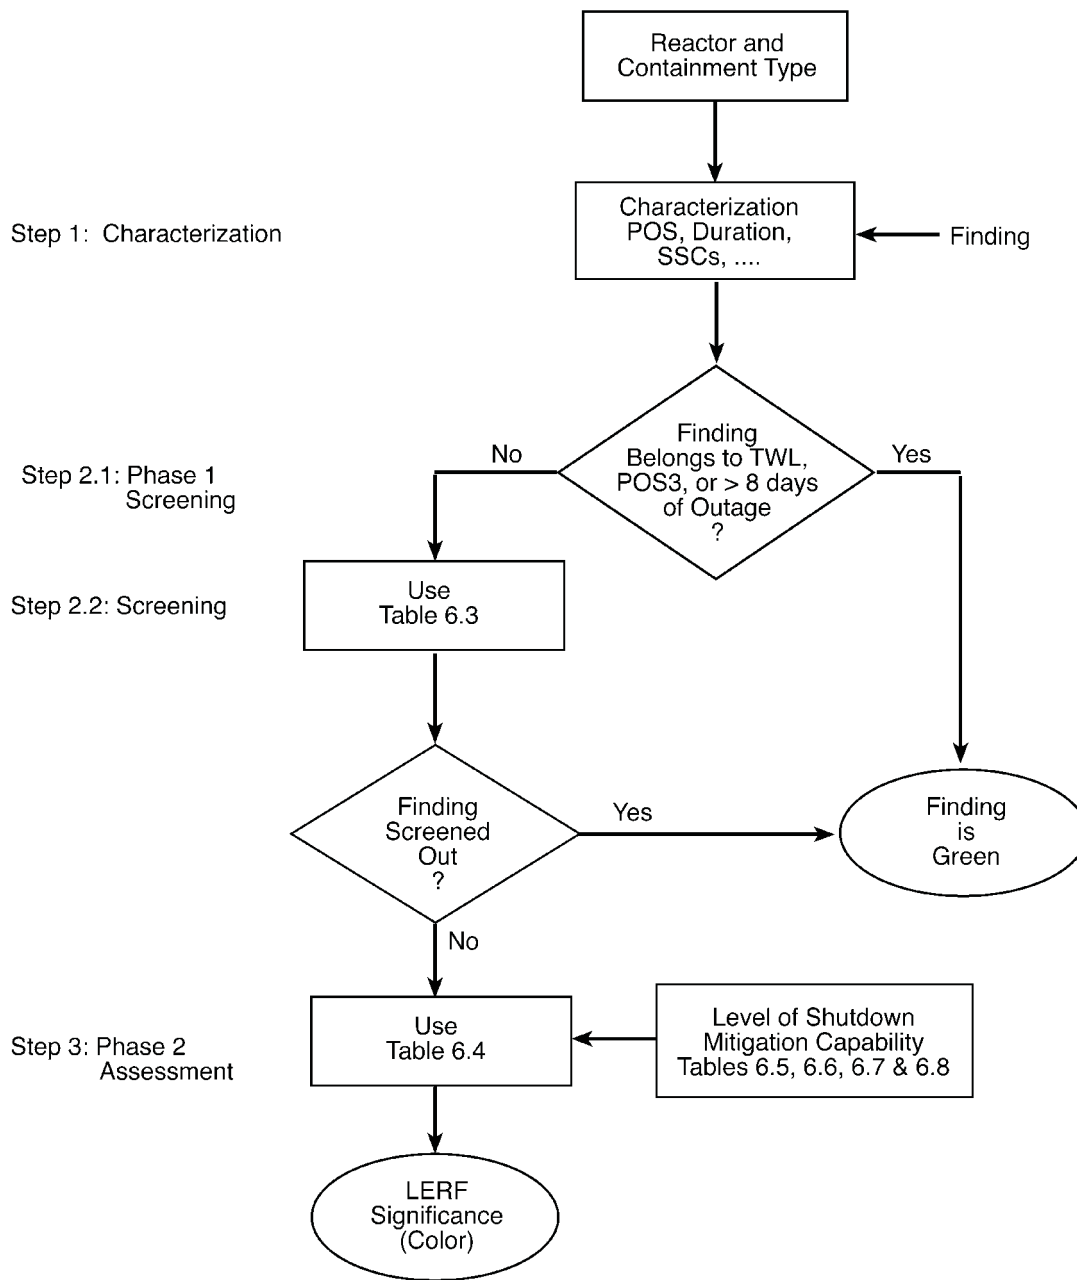 Reactor and
Containment Type
Step 1: Characterization
Characterization
POS, Duration,
SSCs, ....
Finding
Step 2.1: Phase 1
Screening
No
Finding
Belongs to TWL,
POS3, or > 8 days
of Outage
?
Yes
Step 2.2: Screening
Use
Table 6.3
Finding
Screened
Out
?
Yes
Finding
is
Green
No
Step 3: Phase 2
Assessment
Use
Table 6.4
Level of Shutdown
Mitigation Capability
Tables 6.5, 6.6, 6.7 & 6.8
LERF
Significance
(Color)